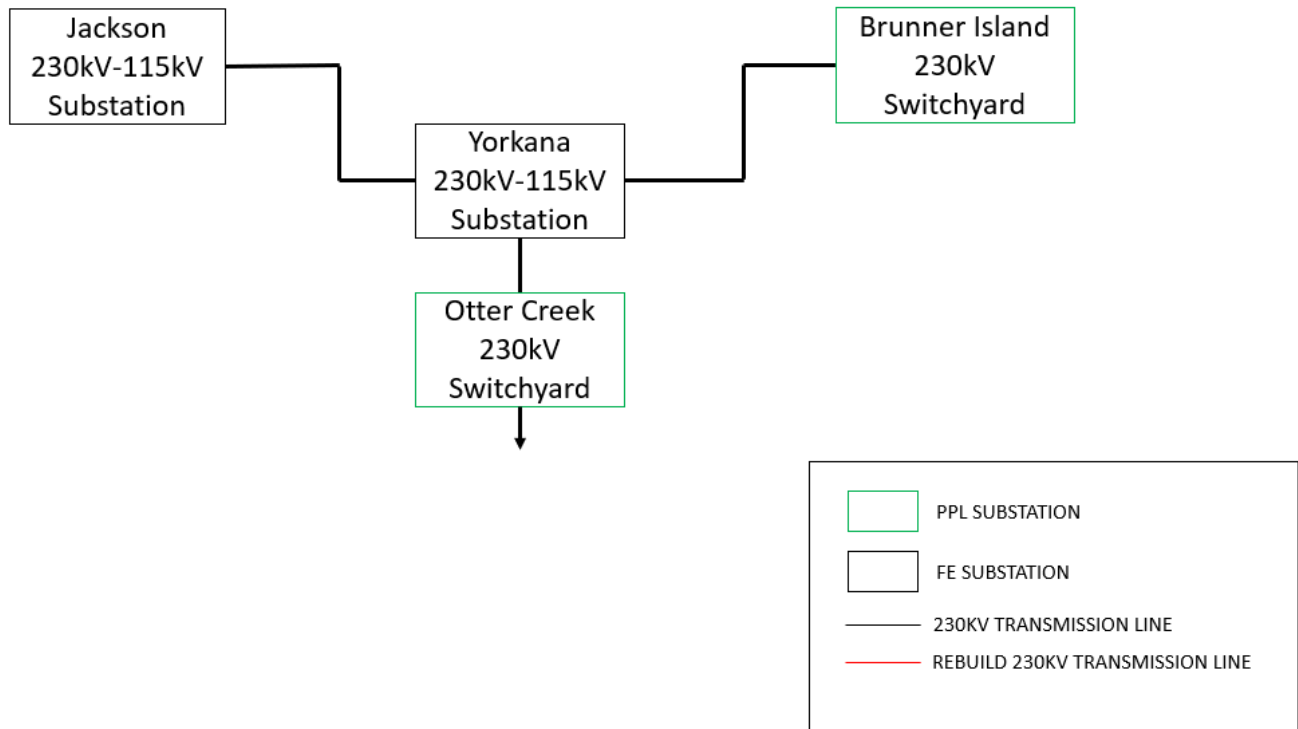 Jackson
230kV-115kV
Substation
Brunner Island
230kV
Switchyard
Yorkana
230kV-115kV
Substation
Otter Creek
230kV
Switchyard
PPL SUBSTATION
FE SUBSTATION
230KV TRANSMISSION LINE
REBUILD 230KV TRANSMISSION LINE